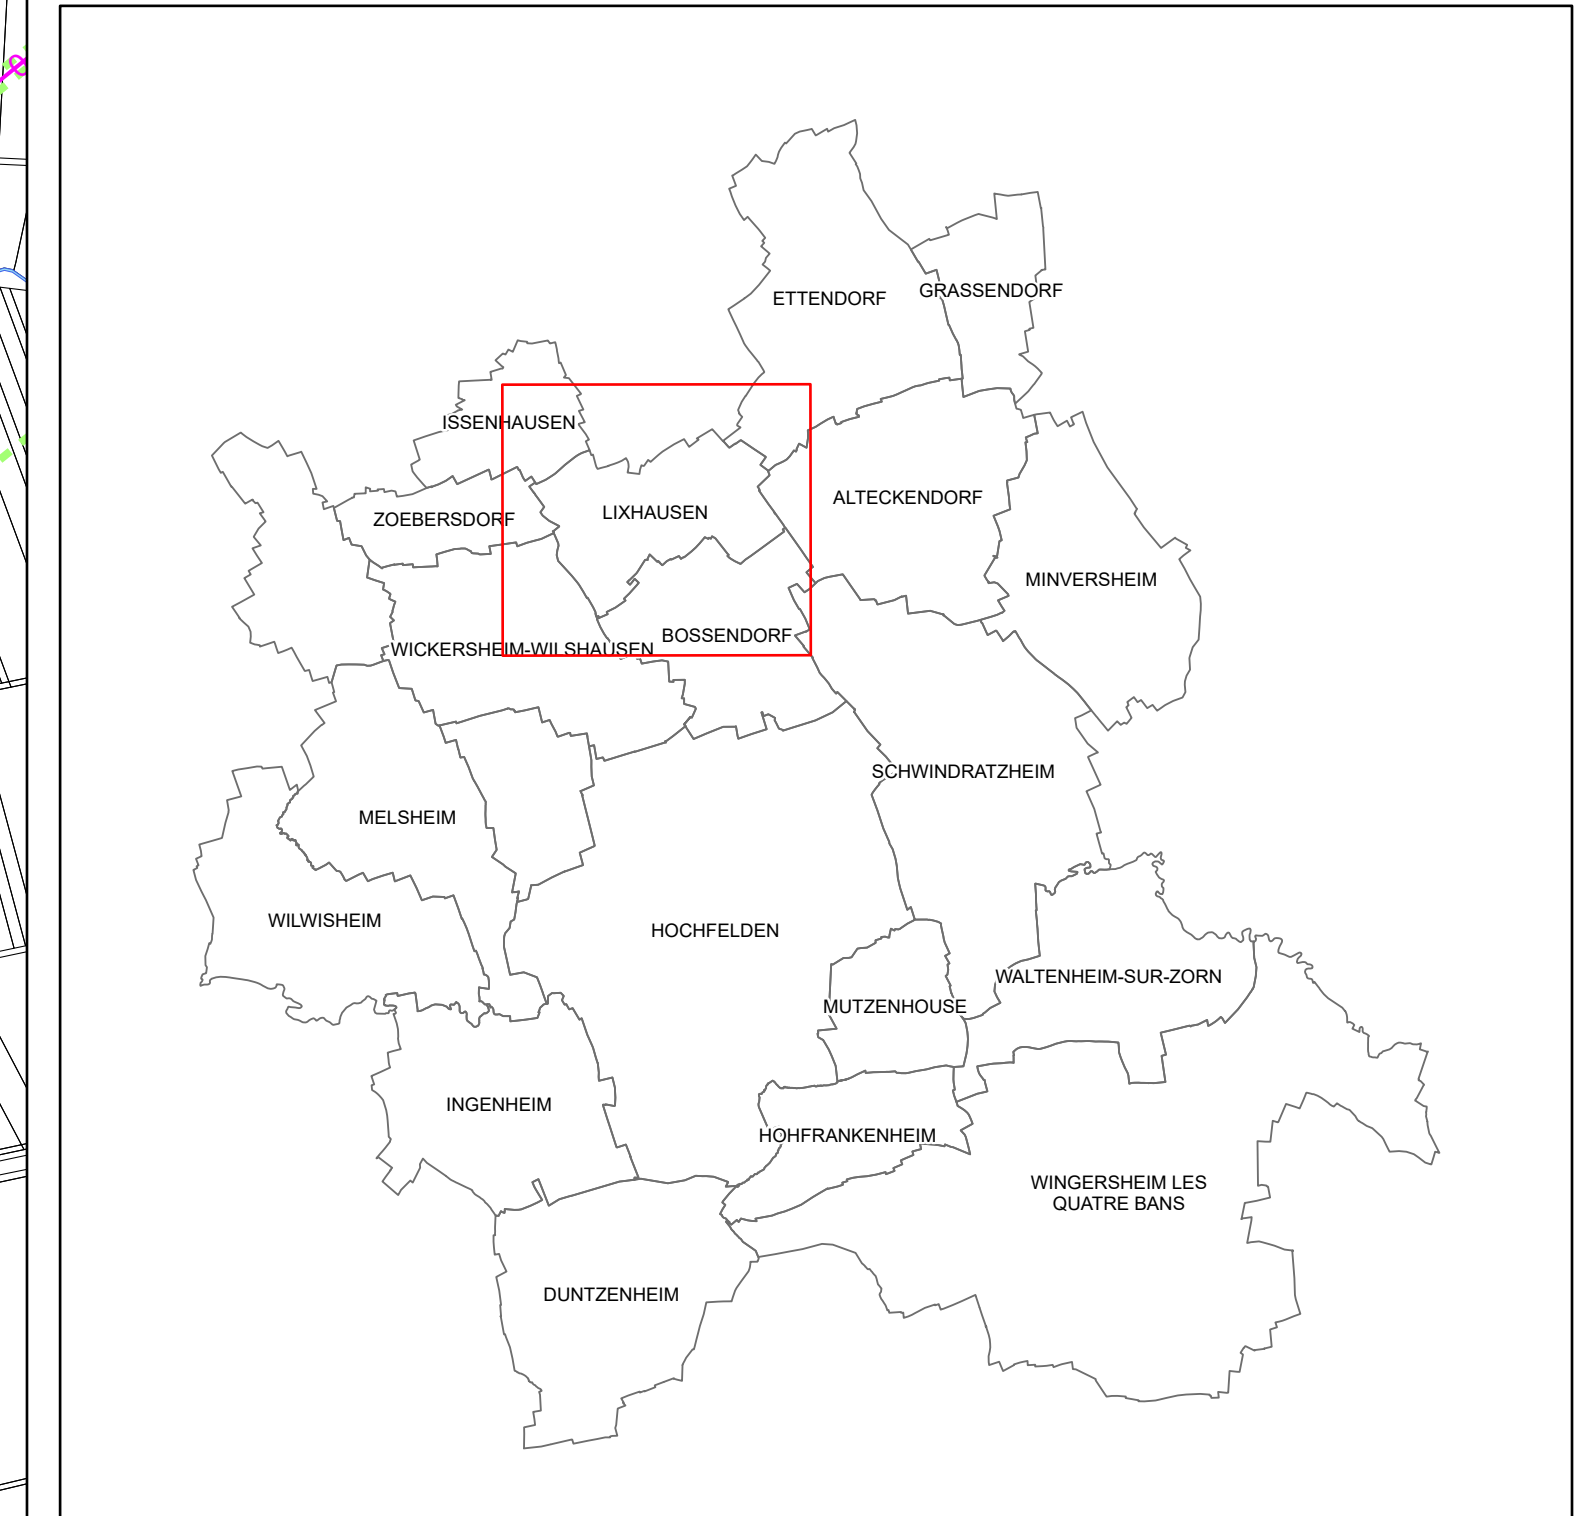 ETTENDORF
GRASSENDORF
ISSENHAUSEN
ALTECKENDORF
LIXHAUSEN
ZOEBERSDORF
MINVERSHEIM
BOSSENDORF
WICKERSHEIM-WILSHAUSEN
SCHWINDRATZHEIM
MELSHEIM
WILWISHEIM
HOCHFELDEN
WALTENHEIM-SUR-ZORN
MUTZENHOUSE
INGENHEIM
HOHFRANKENHEIM
WINGERSHEIM LES
QUATRE BANS
DUNTZENHEIM